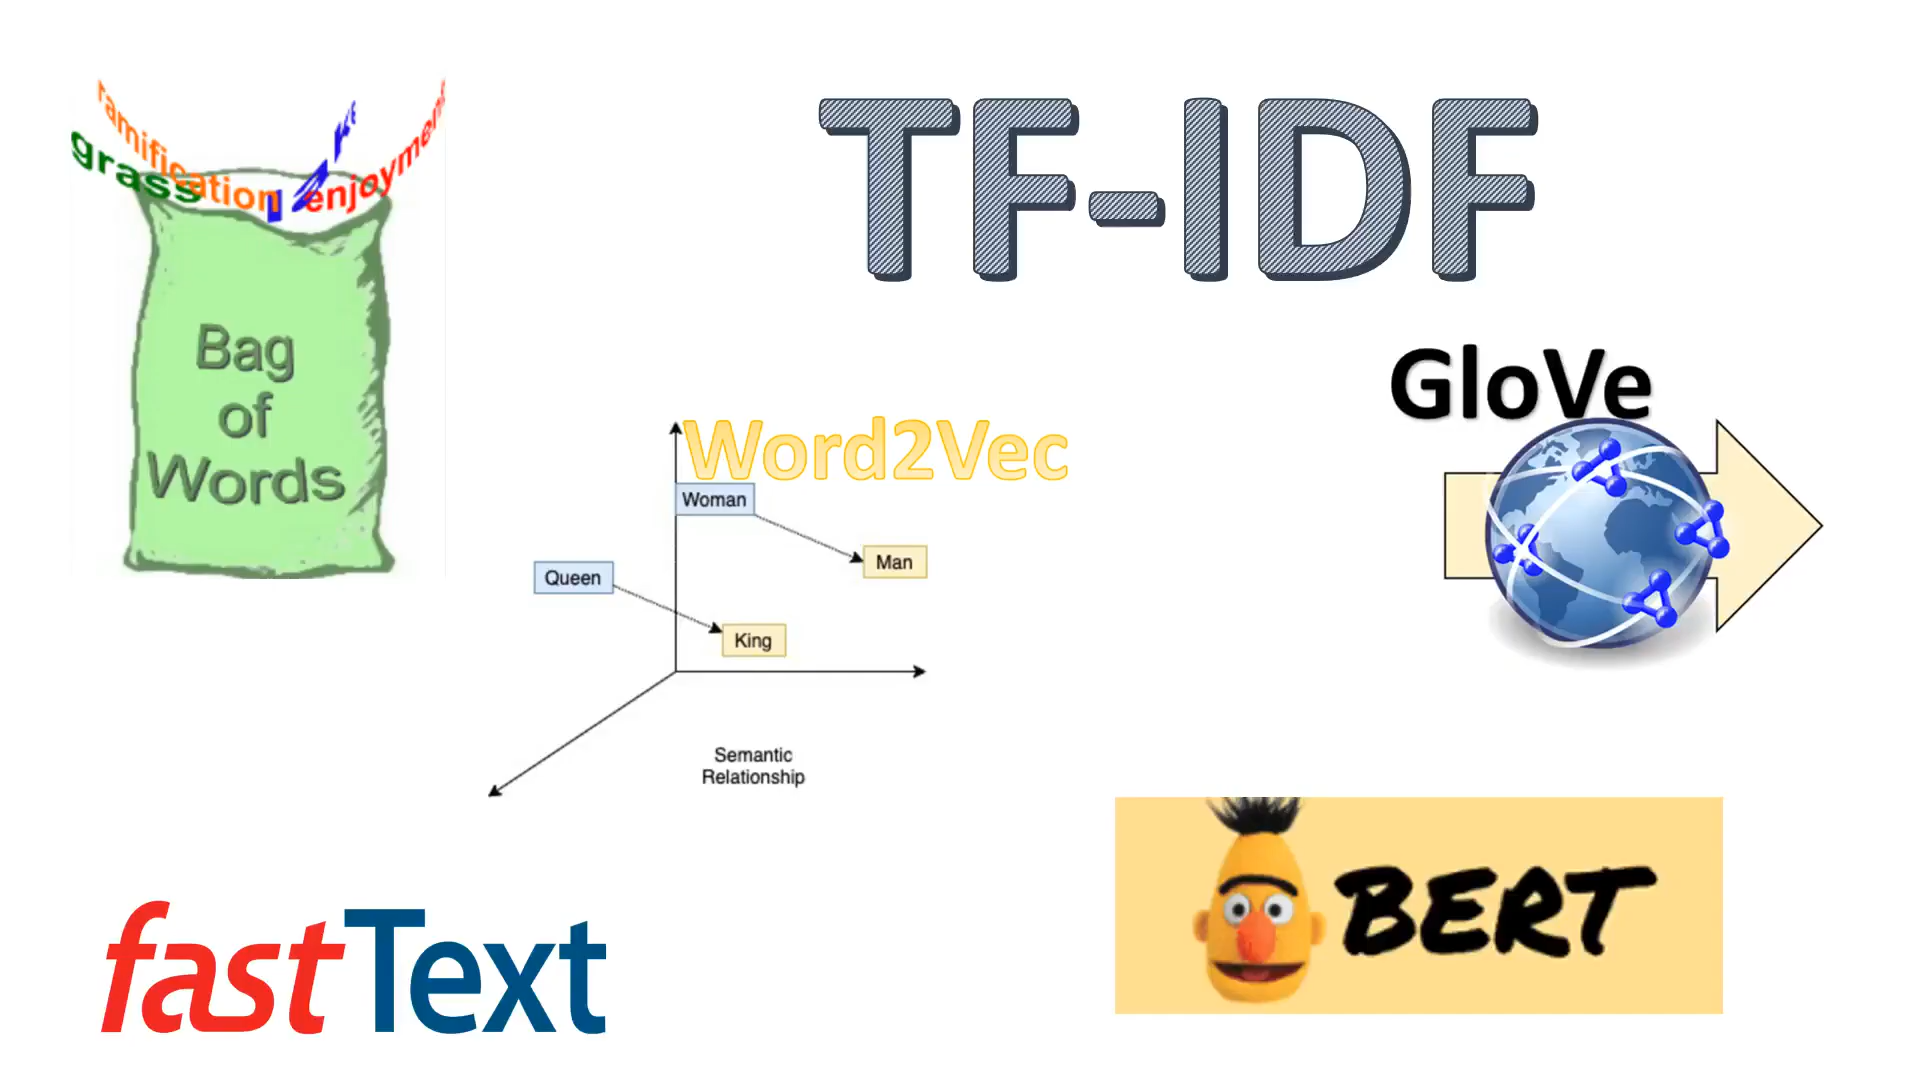 ramification
grass
enjoyment
Bag
of
Words
TF-IDF
GloVe
Word2Vec
Woman
Man
Queen
King
Semantic
Relationship
BERT
fastText